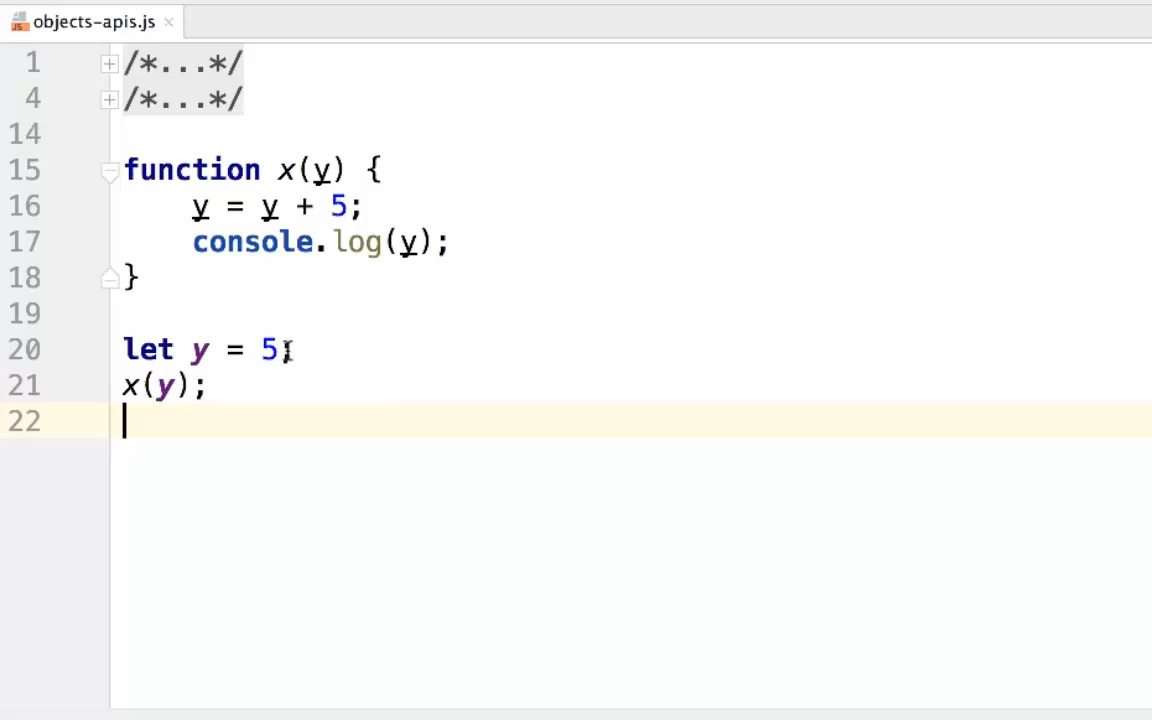 objects-apis.js ×
1 /*...*/
4 /*...*/
14
15 function x(y) {
16     y = y + 5;
17     console.log(y);
18 }
19
20 let y = 5;
21 x(y);
22